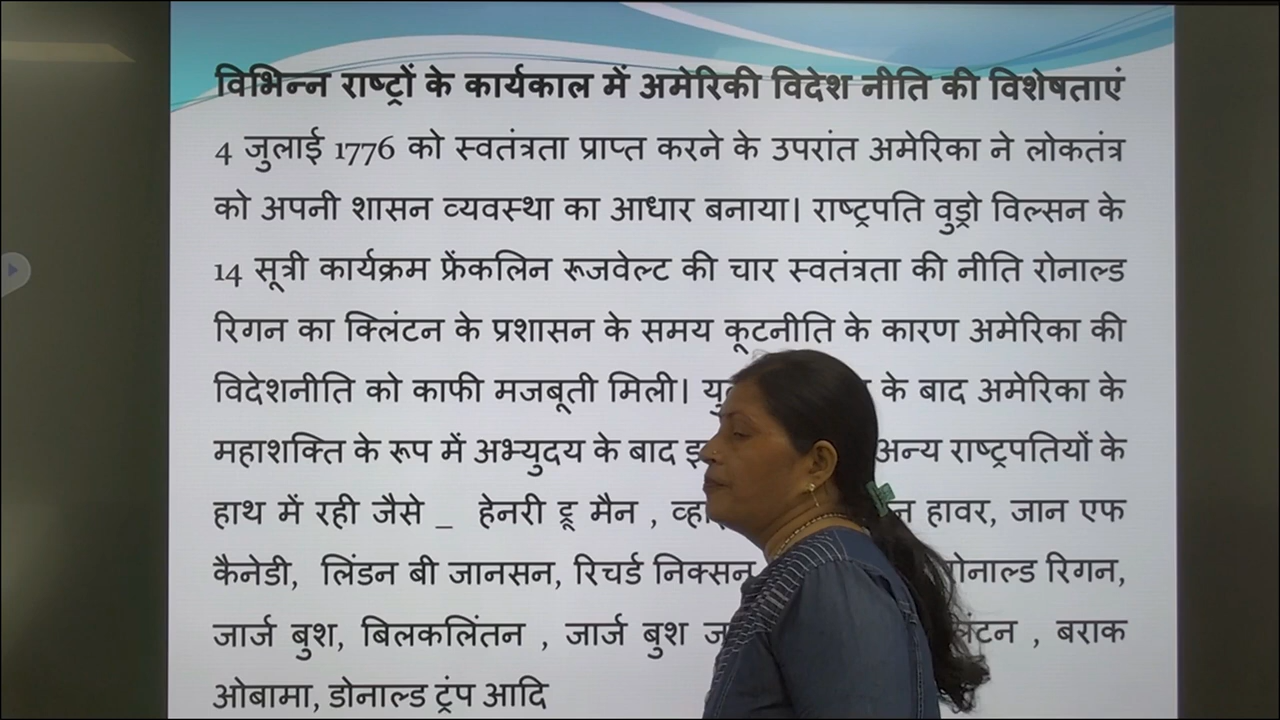 विभिन्न राष्ट्रों के कार्यकाल में अमेरिकी विदेश नीति की विशेषताएं
4 जुलाई 1776 को स्वतंत्रता प्राप्त करने के उपरांत अमेरिका ने लोकतंत्र
को अपनी शासन व्यवस्था का आधार बनाया। राष्ट्रपति वुड्रो विल्सन के
14 सूत्री कार्यक्रम फ्रेंकलिन रूजवेल्ट की चार स्वतंत्रता की नीति रोनाल्ड
रिगन का क्लिंटन के प्रशासन के समय कूटनीति के कारण अमेरिका की
विदेशनीति को काफी मजबूती मिली। के बाद अमेरिका के
महाशक्ति के रूप में अभ्युदय के बाद अन्य राष्ट्रपतियों के
हाथ में रही जैसे _ हेनरी ट्रू मैन , हावर, जान एफ
कैनेडी, लिंडन बी जानसन, रिचर्ड निक्सन रिगन,
जार्ज बुश, बिलकलिंतन , जार्ज बुश , बराक
ओबामा, डोनाल्ड ट्रंप आदि